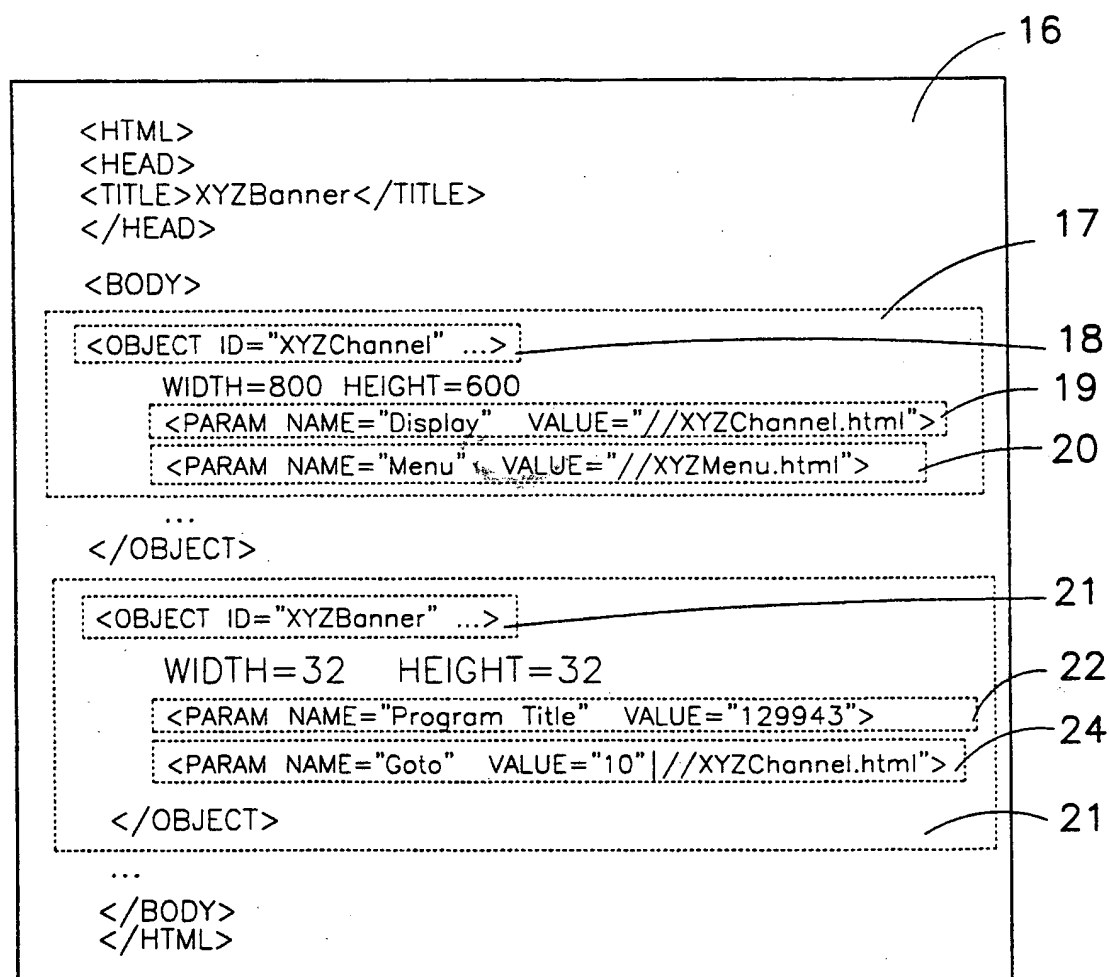 16
<HTML>
<HEAD>
<TITLE>XYZBanner</TITLE>
</HEAD>
17
<BODY>
<OBJECT ID="XYZChannel" ...> 18
WIDTH=800 HEIGHT=600 19
<PARAM NAME="Display" VALUE="//XYZChannel.html">
<PARAM NAME="Menu" VALUE="//XYZMenu.html"> 20
...
</OBJECT>
<OBJECT ID="XYZBanner" ...> 21
WIDTH=32 HEIGHT=32 22
<PARAM NAME="Program Title" VALUE="129943">
24
<PARAM NAME="Goto" VALUE="10"|//XYZChannel.html">
</OBJECT> 21
...
</BODY>
</HTML>